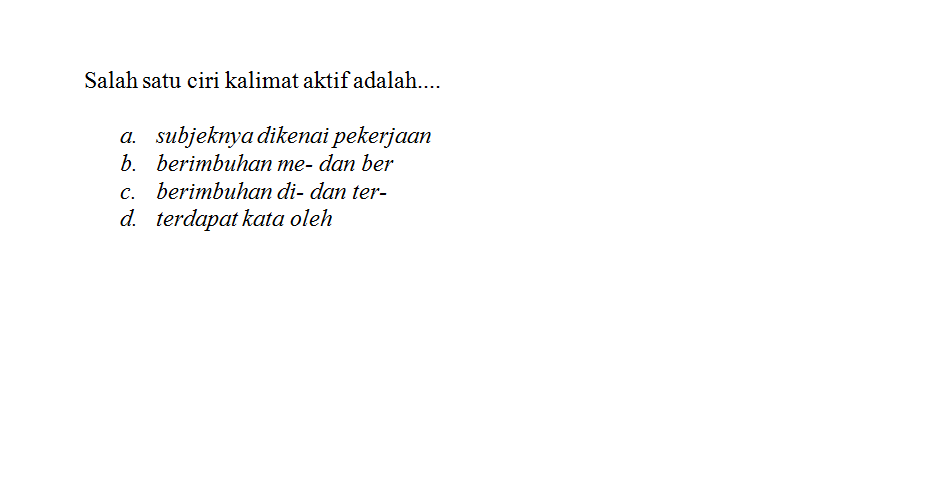 Salah satu ciri kalimat aktif adalah....
a. subjeknya dikenai pekerjaan
b. berimbuhan me- dan ber
c. berimbuhan di- dan ter-
d. terdapat kata oleh